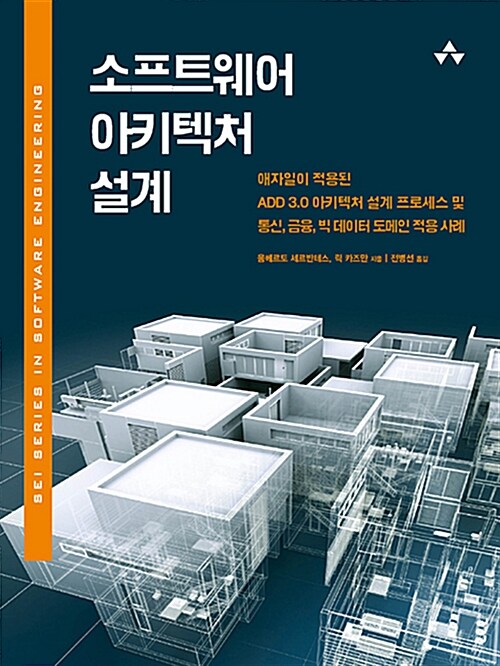 SEI SERIES IN SOFTWARE ENGINEERING
소프트웨어
아키텍처
설계
애자일이 적용된
ADD 3.0 아키텍처 설계 프로세스 및
통신, 금융, 빅 데이터 도메인 적용 사례
움베르토 세르반테스, 릭 카즈만 지음 | 전병선 옮김